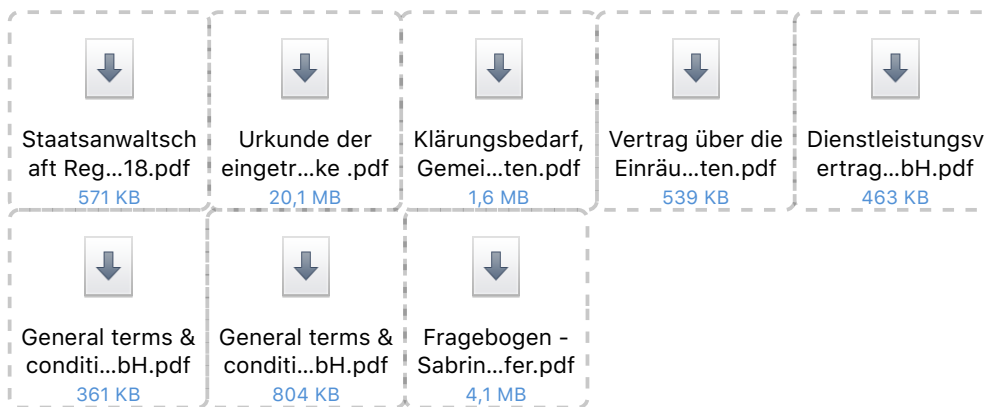 Staatsanwaltsch
aft Reg...18.pdf
571 KB
Urkunde der
eingetr...ke .pdf
20,1 MB
Klärungsbedarf,
Gemei...ten.pdf
1,6 MB
Vertrag über die
Einräu...ten.pdf
539 KB
Dienstleistungsv
ertrag...bH.pdf
463 KB
General terms &
conditi...bH.pdf
361 KB
General terms &
conditi...bH.pdf
804 KB
Fragebogen -
Sabrin...fer.pdf
4,1 MB